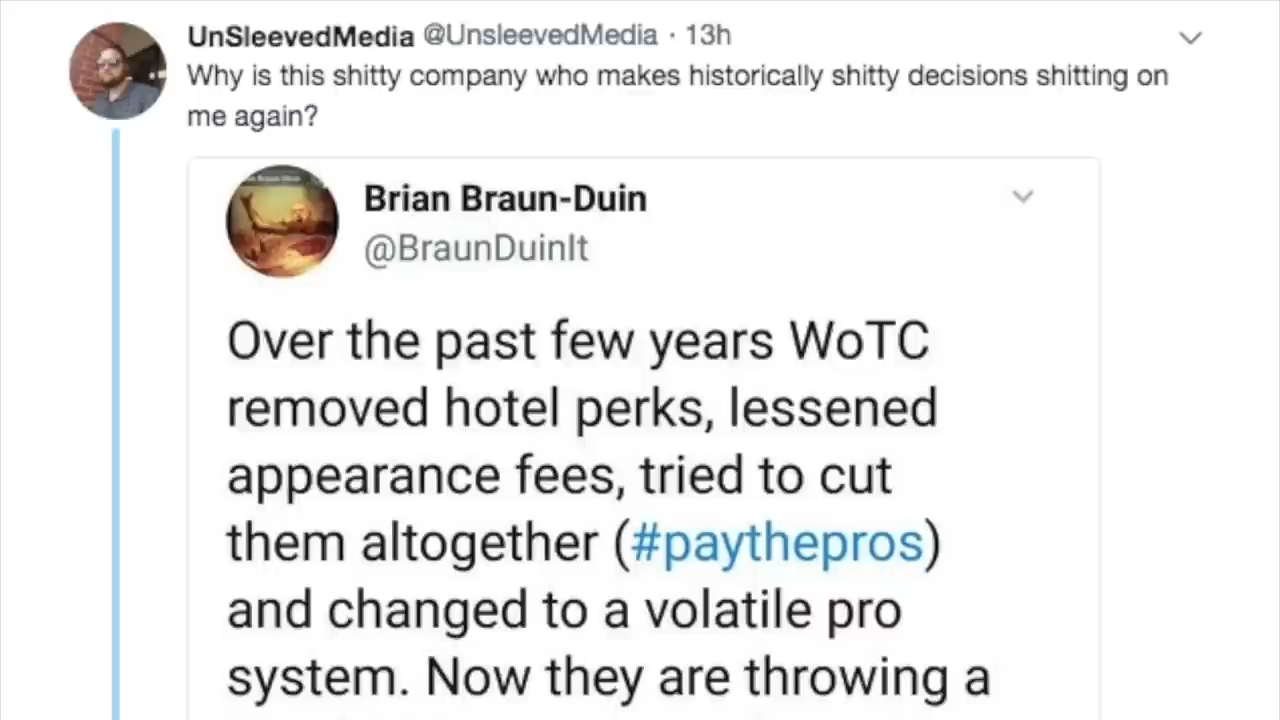 UnSleevedMedia @UnsleevedMedia · 13h
Why is this shitty company who makes historically shitty decisions shitting on
me again?
Brian Braun-Duin
@BraunDuinIt
Over the past few years WoTC
removed hotel perks, lessened
appearance fees, tried to cut
them altogether (#paythepros)
and changed to a volatile pro
system. Now they are throwing a